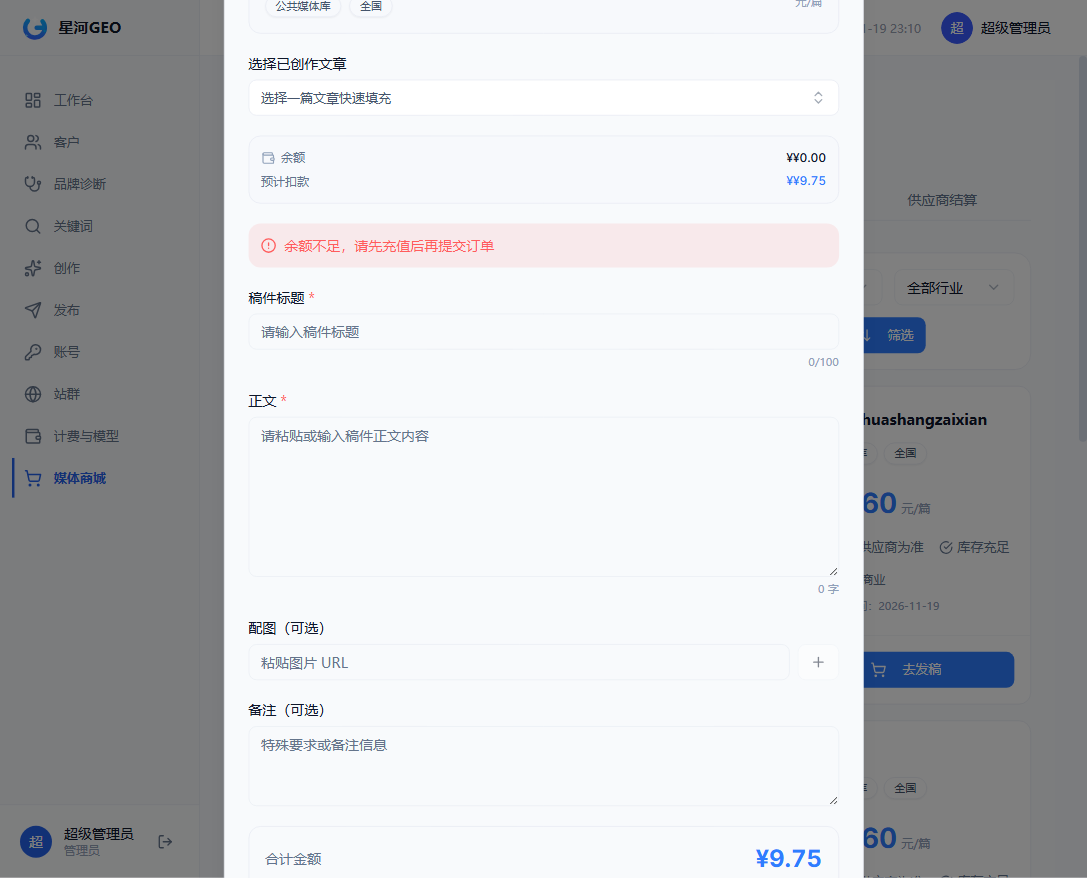 星河GEO
工作台
客户
品牌诊断
关键词
创作
发布
账号
站群
计费与模型
媒体商城
超
超级管理员
管理员
公共媒体库
全国
元/篇
选择已创作文章
选择一篇文章快速填充
余额
¥¥0.00
预计扣款
¥¥9.75
余额不足，请先充值后再提交订单
稿件标题 *
请输入稿件标题
0/100
正文 *
请粘贴或输入稿件正文内容
0 字
配图（可选）
粘贴图片 URL
备注（可选）
特殊要求或备注信息
合计金额
¥9.75
-19 23:10
超
超级管理员
供应商结算
全部行业
筛选
huashangzaixian
全国
60 元/篇
供应商为准
库存充足
商业
2026-11-19
去发稿
全国
60 元/篇